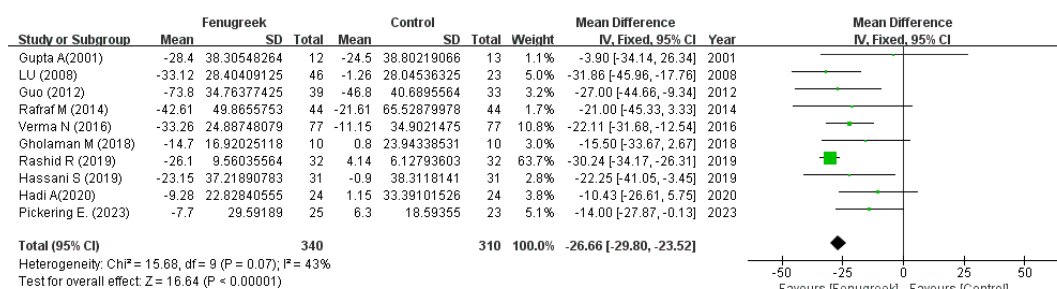 Fenugreek Control Mean Difference Mean Difference
Study or Subgroup Mean SD Total Mean SD Total Weight IV, Fixed, 95% CI Year IV, Fixed, 95% CI
Gupta A(2001) -28.4 38.30548264 12 -24.5 38.80219066 13 1.1% -3.90 [-34.14, 26.34] 2001
LU (2008) -33.12 28.40409125 46 -1.26 28.04536325 23 5.0% -31.86 [-45.96, -17.76] 2008
Guo (2012) -73.8 34.76377425 39 -46.8 40.6895564 33 3.2% -27.00 [-44.66, -9.34] 2012
Rafraf M (2014) -42.61 49.8655753 44 -21.61 65.52879978 44 1.7% -21.00 [-45.33, 3.33] 2014
Verma N (2016) -33.26 24.88748079 77 -11.15 34.9021475 77 10.8% -22.11 [-31.68, -12.54] 2016
Gholaman M (2018) -14.7 16.92025118 10 0.8 23.94338531 10 3.0% -15.50 [-33.67, 2.67] 2018
Rashid R (2019) -26.1 9.56035564 32 4.14 6.12793603 32 63.7% -30.24 [-34.17, -26.31] 2019
Hassani S (2019) -23.15 37.21890783 31 -0.9 38.3118141 31 2.8% -22.25 [-41.05, -3.45] 2019
Hadi A(2020) -9.28 22.82840555 24 1.15 33.39101526 24 3.8% -10.43 [-26.61, 5.75] 2020
Pickering E. (2023) -7.7 29.59189 25 6.3 18.59355 23 5.1% -14.00 [-27.87, -0.13] 2023
Total (95% CI) 340 310 100.0% -26.66 [-29.80, -23.52]
Heterogeneity: Chi² = 15.68, df = 9 (P = 0.07); I² = 43%
Test for overall effect: Z = 16.64 (P < 0.00001)
-50 -25 0 25 50
Favours [Fenugreek] Favours [Control]